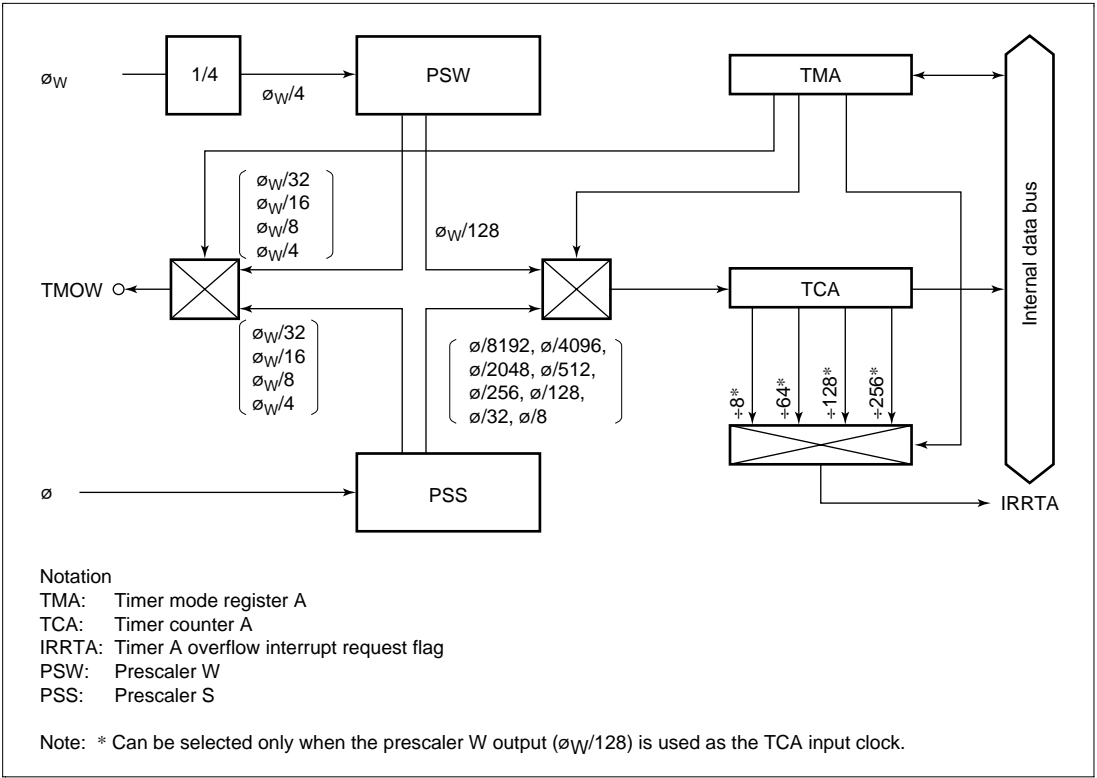 øW
1/4
øW/4
PSW
TMA
Internal data bus
øW/32
øW/16
øW/8
øW/4
øW/128
TMOW
TCA
øW/32
øW/16
øW/8
øW/4
ø/8192, ø/4096,
ø/2048, ø/512,
ø/256, ø/128,
ø/32, ø/8
÷8*
÷64*
÷128*
÷256*
ø
PSS
IRRTA
Notation
TMA: Timer mode register A
TCA: Timer counter A
IRRTA: Timer A overflow interrupt request flag
PSW: Prescaler W
PSS: Prescaler S
Note: * Can be selected only when the prescaler W output (øW/128) is used as the TCA input clock.